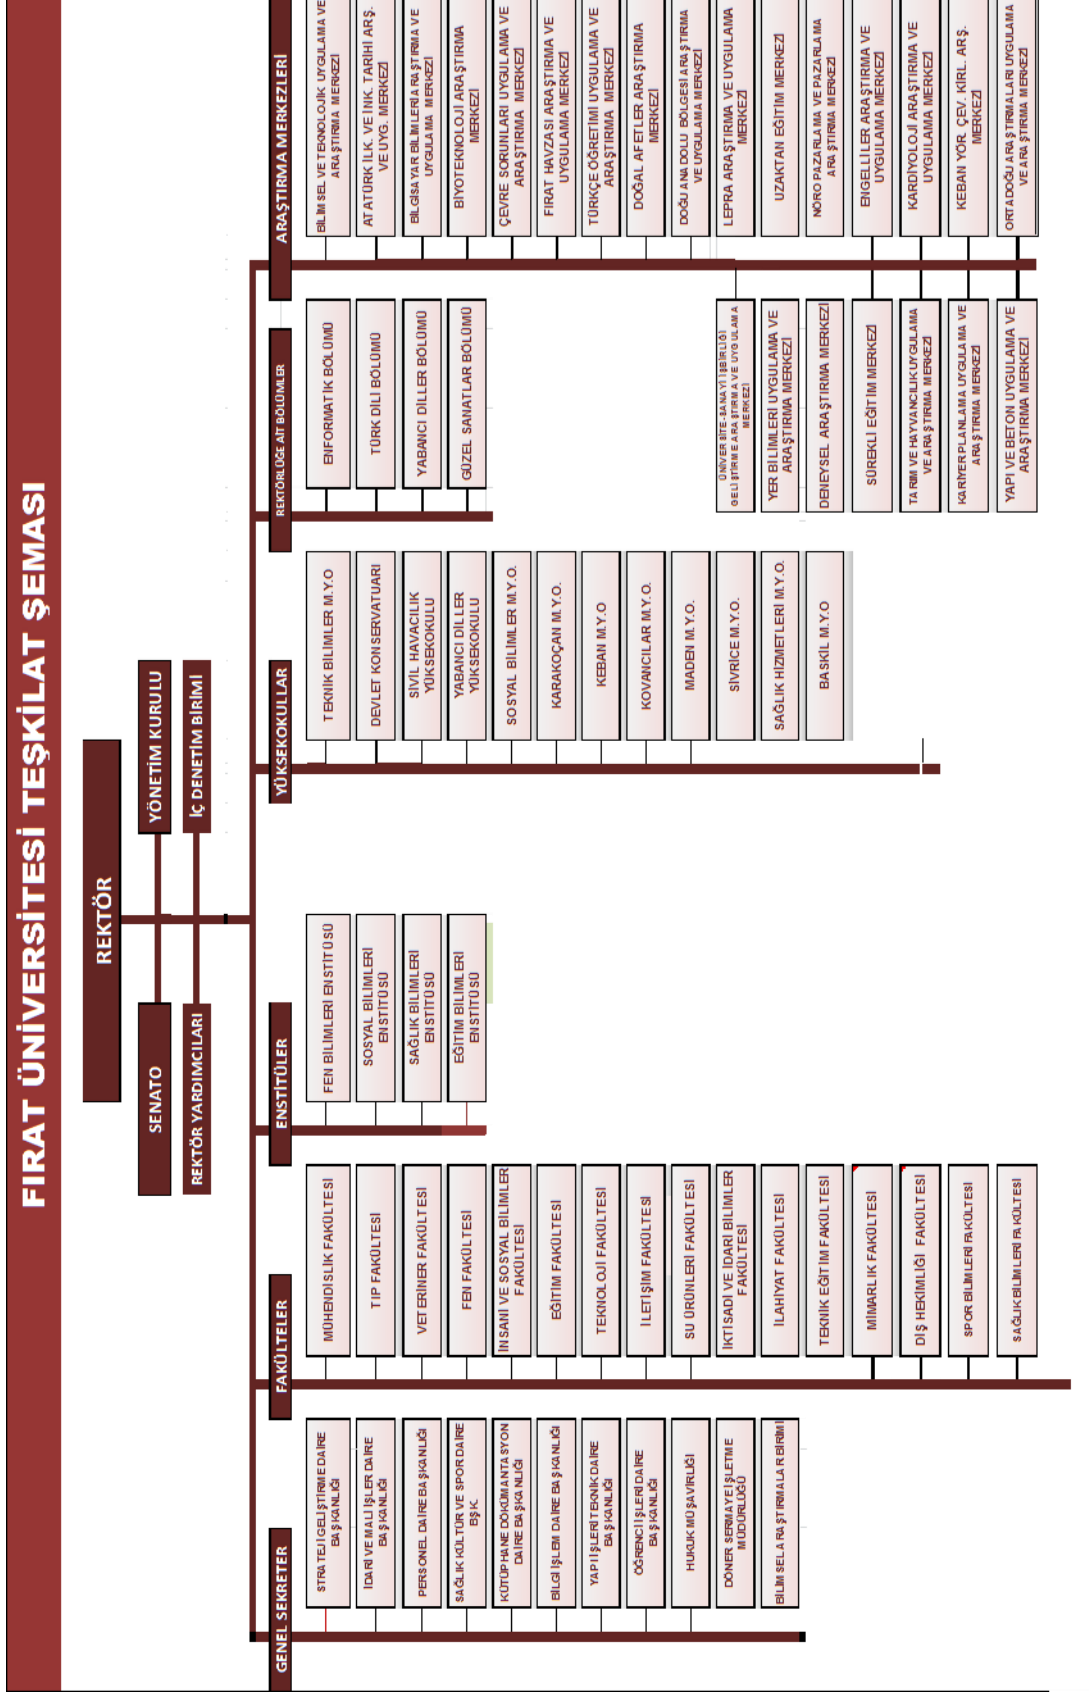 FIRAT ÜNİVERSİTESİ TEŞKİLAT ŞEMASI
REKTÖR
SENATO
YÖNETİM KURULU
REKTÖR YARDIMCILARI
İÇ DENETİM BİRİMİ
GENEL SEKRETER
STRATEJİ GELİŞTİRME DAİRE
BAŞKANLIĞI
İDARİ VE MALİ İŞLER DAİRE
BAŞKANLIĞI
PERSONEL DAİRE BAŞKANLIĞI
SAĞLIK KÜLTÜR VE SPOR DAİRE
BŞK.
KÜTÜPHANE DÖKÜMANTASYON
DAİRE BAŞKANLIĞI
BİLGİ İŞLEM DAİRE BAŞKANLIĞI
YAPI İŞLERİ TEKNİK DAİRE
BAŞKANLIĞI
ÖĞRENCİ İŞLERİ DAİRE
BAŞKANLIĞI
HUKUK MÜŞAVİRLİĞİ
DÖNER SERMAYE İŞLETME
MÜDÜRLÜĞÜ
BİLİMSEL ARAŞTIRMALAR BİRİMİ
FAKÜLTELER
MÜHENDİSLİK FAKÜLTESİ
TIP FAKÜLTESİ
VETERİNER FAKÜLTESİ
FEN FAKÜLTESİ
İNSANİ VE SOSYAL BİLİMLER
FAKÜLTESİ
EĞİTİM FAKÜLTESİ
TEKNOLOJİ FAKÜLTESİ
İLETİŞİM FAKÜLTESİ
SU ÜRÜNLERİ FAKÜLTESİ
İKTİSADİ VE İDARİ BİLİMLER
FAKÜLTESİ
İLAHİYAT FAKÜLTESİ
TEKNİK EĞİTİM FAKÜLTESİ
MİMARLIK FAKÜLTESİ
DİŞ HEKİMLİĞİ FAKÜLTESİ
SPOR BİLİMLERİ FAKÜLTESİ
SAĞLIK BİLİMLERİ FAKÜLTESİ
ENSTİTÜLER
FEN BİLİMLERİ ENSTİTÜSÜ
SOSYAL BİLİMLERİ
ENSTİTÜSÜ
SAĞLIK BİLİMLERİ
ENSTİTÜSÜ
EĞİTİM BİLİMLERİ
ENSTİTÜSÜ
YÜKSEKOKULLAR
TEKNİK BİLİMLER M.Y.O
DEVLET KONSERVATUARI
SİVİL HAVACILIK
YÜKSEKOKULU
YABANCI DİLLER
YÜKSEKOKULU
SOSYAL BİLİMLER M.Y.O.
KARAKOÇAN M.Y.O.
KEBAN M.Y.O
KOVANCILAR M.Y.O.
MADEN M.Y.O.
SİVRİCE M.Y.O.
SAĞLIK HİZMETLERİ M.Y.O.
BASKİL M.Y.O
REKTÖRLÜĞE AİT BÖLÜMLER
ENFORMATİK BÖLÜMÜ
TÜRK DİLİ BÖLÜMÜ
YABANCI DİLLER BÖLÜMÜ
GÜZEL SANATLAR BÖLÜMÜ
ARAŞTIRMA MERKEZLERİ
BİLİMSEL VE TEKNOLOJİK UYGULAMA VE
ARAŞTIRMA MERKEZİ
ATATÜRK İLK. VE İNK. TARİHİ ARŞ.
VE UYG. MERKEZİ
BİLGİSAYAR BİLİMLERİ ARAŞTIRMA VE
UYGULAMA MERKEZİ
BİYOTEKNOLOJİ ARAŞTIRMA
MERKEZİ
ÇEVRE SORUNLARI UYGULAMA VE
ARAŞTIRMA MERKEZİ
FIRAT HAVZASI ARAŞTIRMA VE
UYGULAMA MERKEZİ
TÜRKÇE ÖĞRETİMİ UYGULAMA VE
ARAŞTIRMA MERKEZİ
DOĞAL AFETLER ARAŞTIRMA
MERKEZİ
DOĞU ANADOLU BÖLGESİ ARAŞTIRMA
VE UYGULAMA MERKEZİ
LEPRA ARAŞTIRMA VE UYGULAMA
MERKEZİ
UZAKTAN EĞİTİM MERKEZİ
NÖRO PAZARLAMA VE PAZARLAMA
ARAŞTIRMA MERKEZİ
ENGELLİLER ARAŞTIRMA VE
UYGULAMA MERKEZİ
KARDİYOLOJİ ARAŞTIRMA VE
UYGULAMA MERKEZİ
KEBAN YÖR. ÇEV. KİRL. ARŞ.
MERKEZİ
ORTADOĞU ARAŞTIRMALARI UYGULAMA
VE ARAŞTIRMA MERKEZİ
ÜNİVERSİTE-SANAYİ İŞBİRLİĞİ
GELİŞTİRME ARAŞTIRMA VE UYGULAMA
MERKEZİ
YER BİLİMLERİ UYGULAMA VE
ARAŞTIRMA MERKEZİ
DENEYSEL ARAŞTIRMA MERKEZİ
SÜREKLİ EĞİTİM MERKEZİ
TARIM VE HAYVANCILIK UYGULAMA
VE ARAŞTIRMA MERKEZİ
KARİYER PLANLAMA UYGULAMA VE
ARAŞTIRMA MERKEZİ
YAPI VE BETON UYGULAMA VE
ARAŞTIRMA MERKEZİ